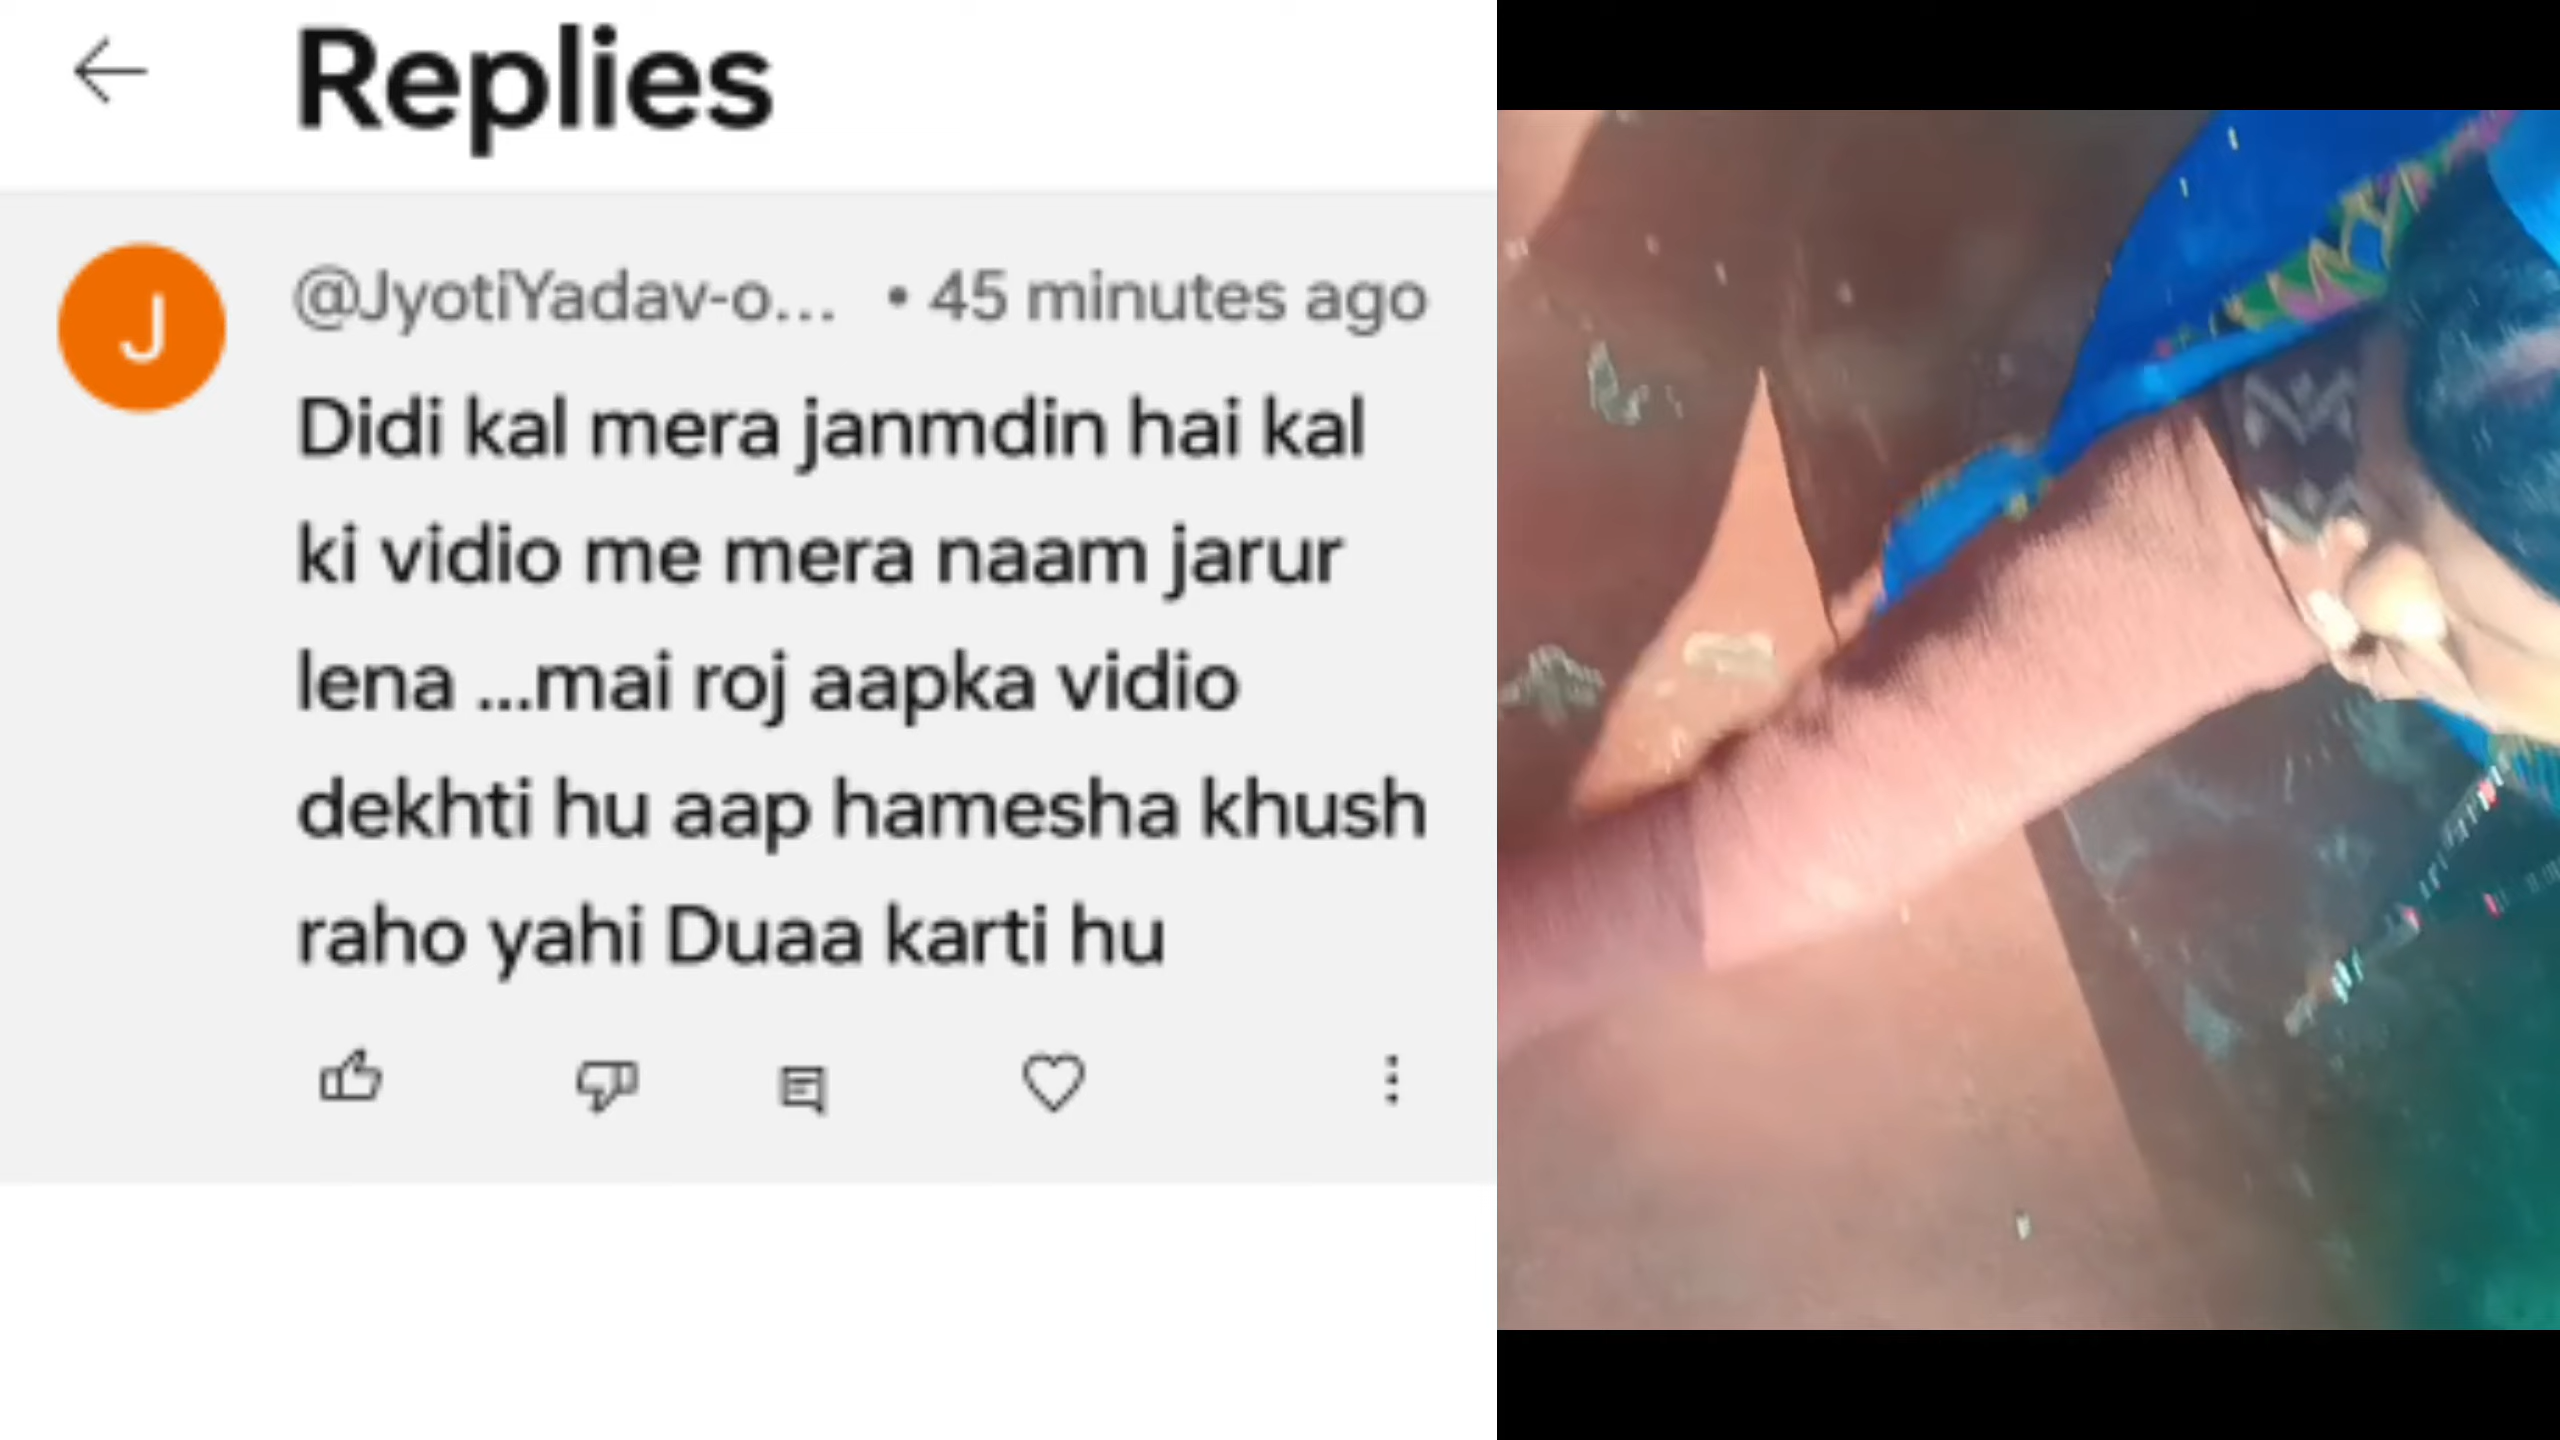 Replies
J
@JyotiYadav-o... • 45 minutes ago
Didi kal mera janmdin hai kal
ki vidio me mera naam jarur
lena ...mai roj aapka vidio
dekhti hu aap hamesha khush
raho yahi Duaa karti hu